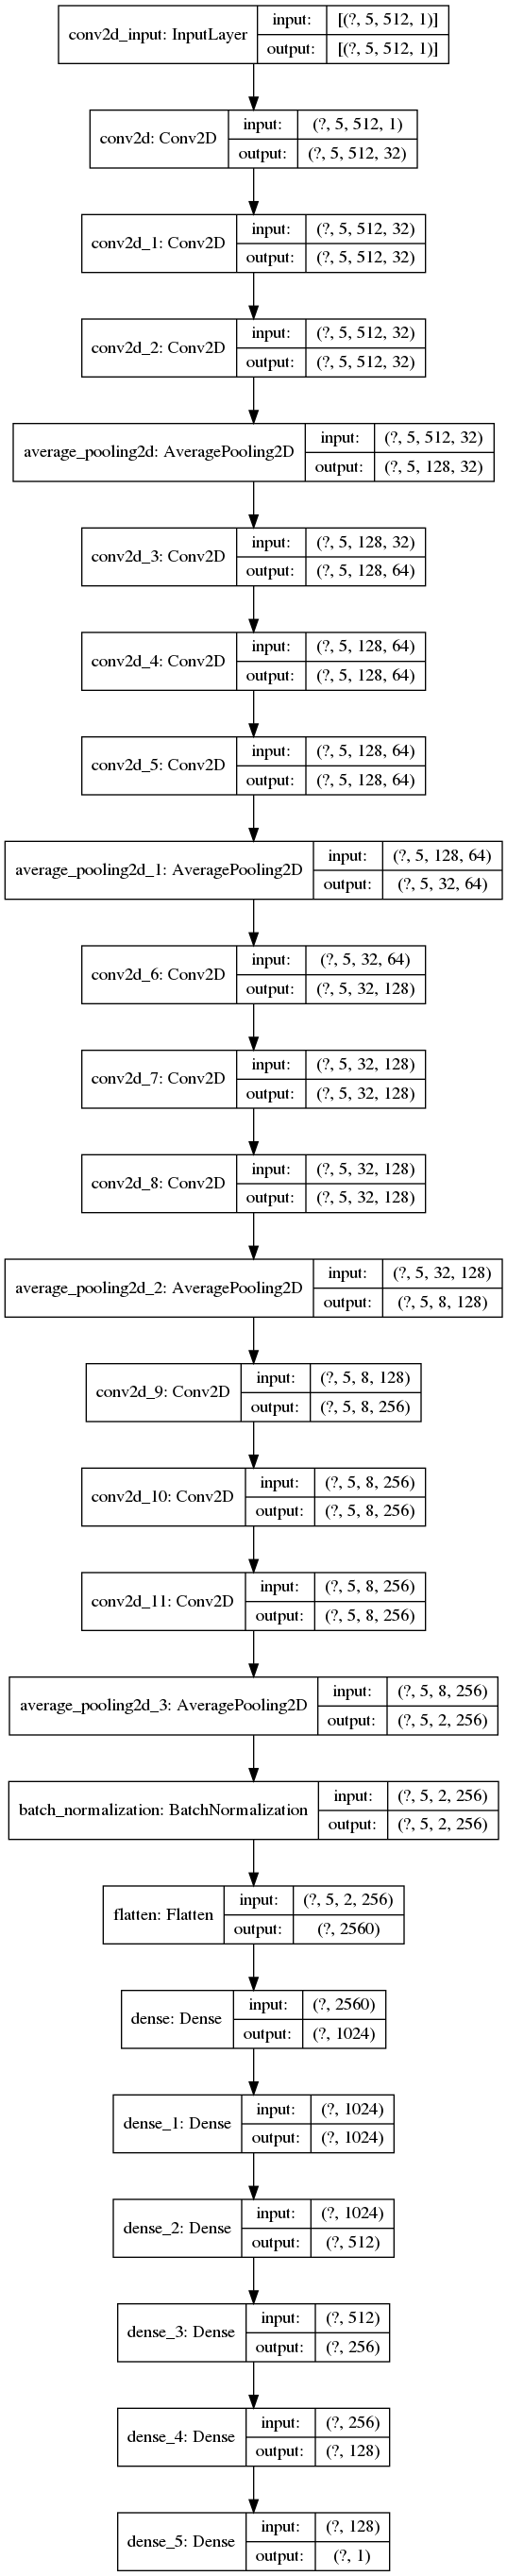 conv2d_input: InputLayer
input: [(?, 5, 512, 1)]
output: [(?, 5, 512, 1)]
conv2d: Conv2D
input: (?, 5, 512, 1)
output: (?, 5, 512, 32)
conv2d_1: Conv2D
input: (?, 5, 512, 32)
output: (?, 5, 512, 32)
conv2d_2: Conv2D
input: (?, 5, 512, 32)
output: (?, 5, 512, 32)
average_pooling2d: AveragePooling2D
input: (?, 5, 512, 32)
output: (?, 5, 128, 32)
conv2d_3: Conv2D
input: (?, 5, 128, 32)
output: (?, 5, 128, 64)
conv2d_4: Conv2D
input: (?, 5, 128, 64)
output: (?, 5, 128, 64)
conv2d_5: Conv2D
input: (?, 5, 128, 64)
output: (?, 5, 128, 64)
average_pooling2d_1: AveragePooling2D
input: (?, 5, 128, 64)
output: (?, 5, 32, 64)
conv2d_6: Conv2D
input: (?, 5, 32, 64)
output: (?, 5, 32, 128)
conv2d_7: Conv2D
input: (?, 5, 32, 128)
output: (?, 5, 32, 128)
conv2d_8: Conv2D
input: (?, 5, 32, 128)
output: (?, 5, 32, 128)
average_pooling2d_2: AveragePooling2D
input: (?, 5, 32, 128)
output: (?, 5, 8, 128)
conv2d_9: Conv2D
input: (?, 5, 8, 128)
output: (?, 5, 8, 256)
conv2d_10: Conv2D
input: (?, 5, 8, 256)
output: (?, 5, 8, 256)
conv2d_11: Conv2D
input: (?, 5, 8, 256)
output: (?, 5, 8, 256)
average_pooling2d_3: AveragePooling2D
input: (?, 5, 8, 256)
output: (?, 5, 2, 256)
batch_normalization: BatchNormalization
input: (?, 5, 2, 256)
output: (?, 5, 2, 256)
flatten: Flatten
input: (?, 5, 2, 256)
output: (?, 2560)
dense: Dense
input: (?, 2560)
output: (?, 1024)
dense_1: Dense
input: (?, 1024)
output: (?, 1024)
dense_2: Dense
input: (?, 1024)
output: (?, 512)
dense_3: Dense
input: (?, 512)
output: (?, 256)
dense_4: Dense
input: (?, 256)
output: (?, 128)
dense_5: Dense
input: (?, 128)
output: (?, 1)